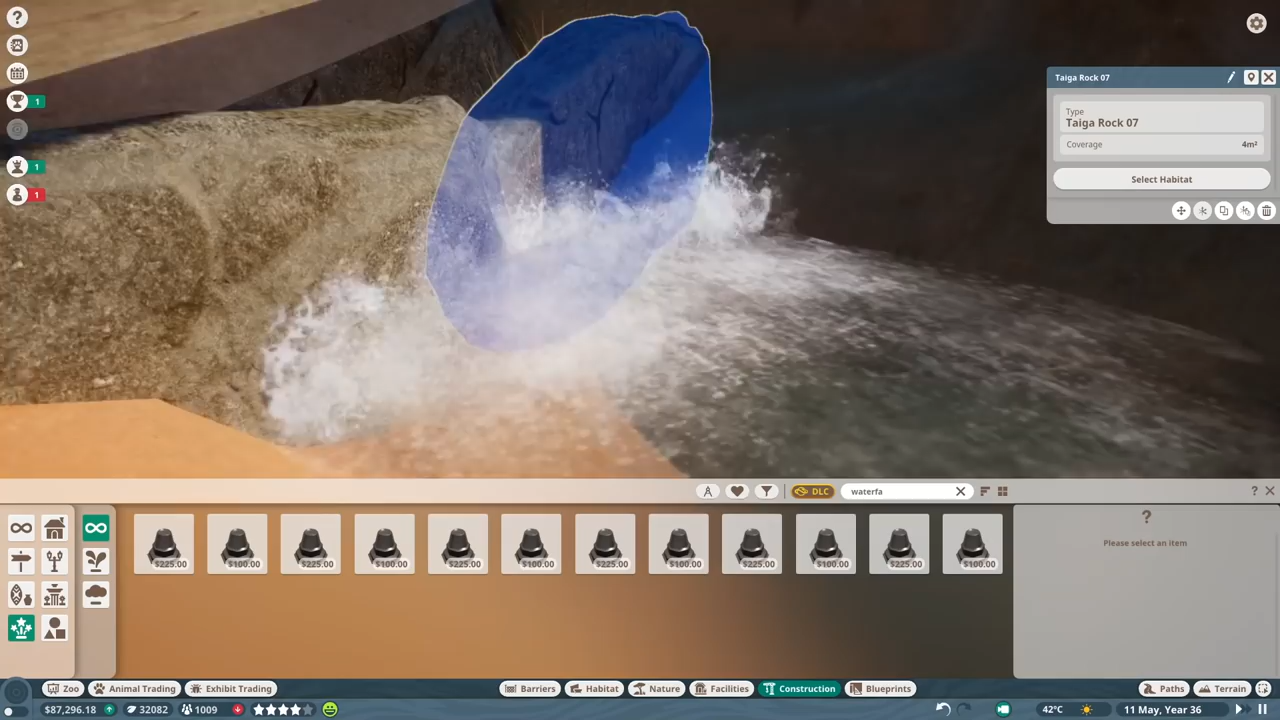 1
1
1
Taiga Rock 07
Type
Taiga Rock 07
Coverage
4m²
Select Habitat
DLC
waterfa
?
$225.00
$100.00
$225.00
$100.00
$225.00
$100.00
$225.00
$100.00
$225.00
$100.00
$225.00
$100.00
?
Please select an item
Zoo
Animal Trading
Exhibit Trading
Barriers
Habitat
Nature
Facilities
Construction
Blueprints
Paths
Terrain
$87,296.18
32082
1009
42°C
11 May, Year 36